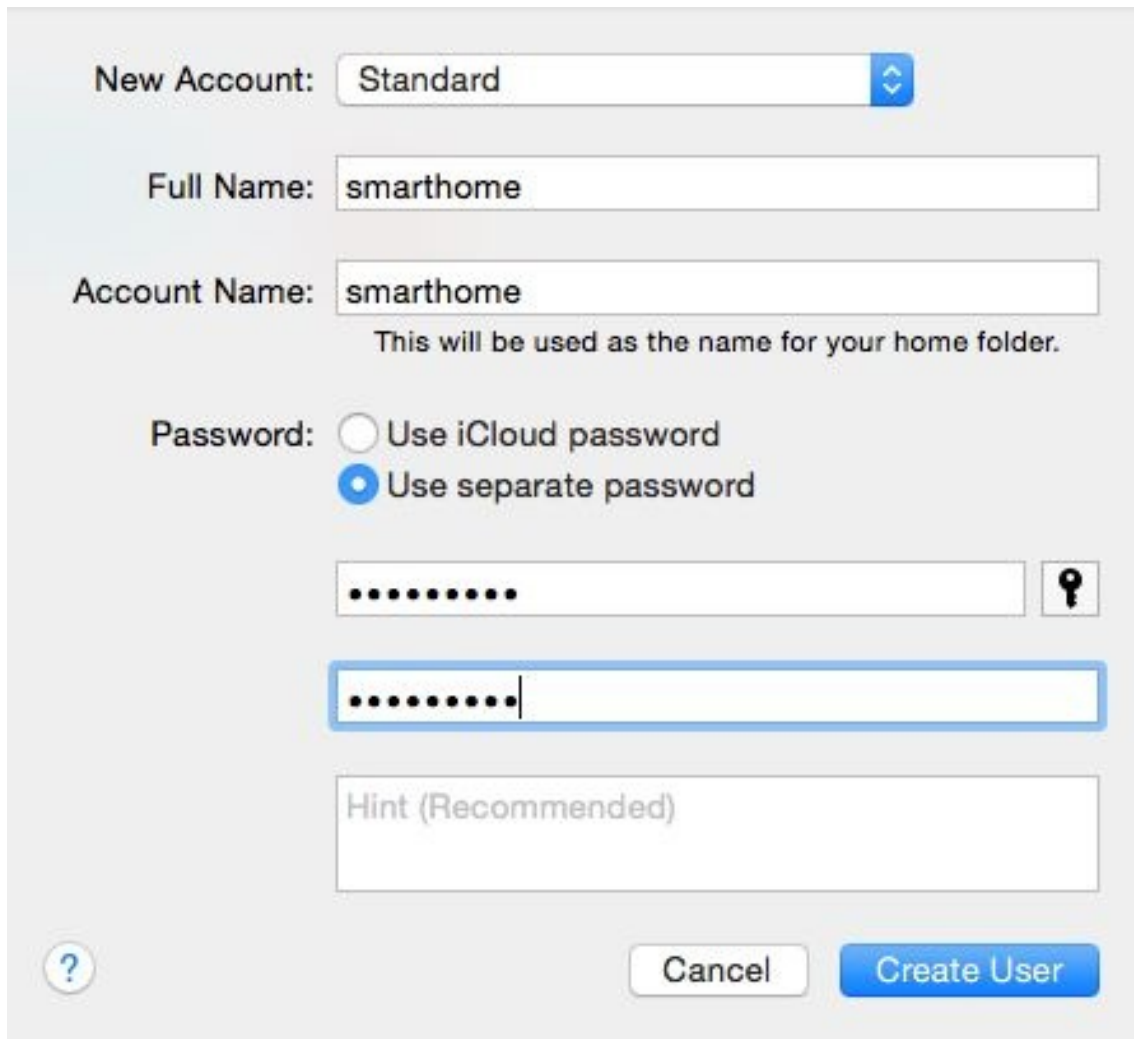 New Account: Standard
Full Name: smarthome
Account Name: smarthome
This will be used as the name for your home folder.
Password: Use iCloud password
Use separate password
•••••••••
•••••••••
Hint (Recommended)
? Cancel Create User